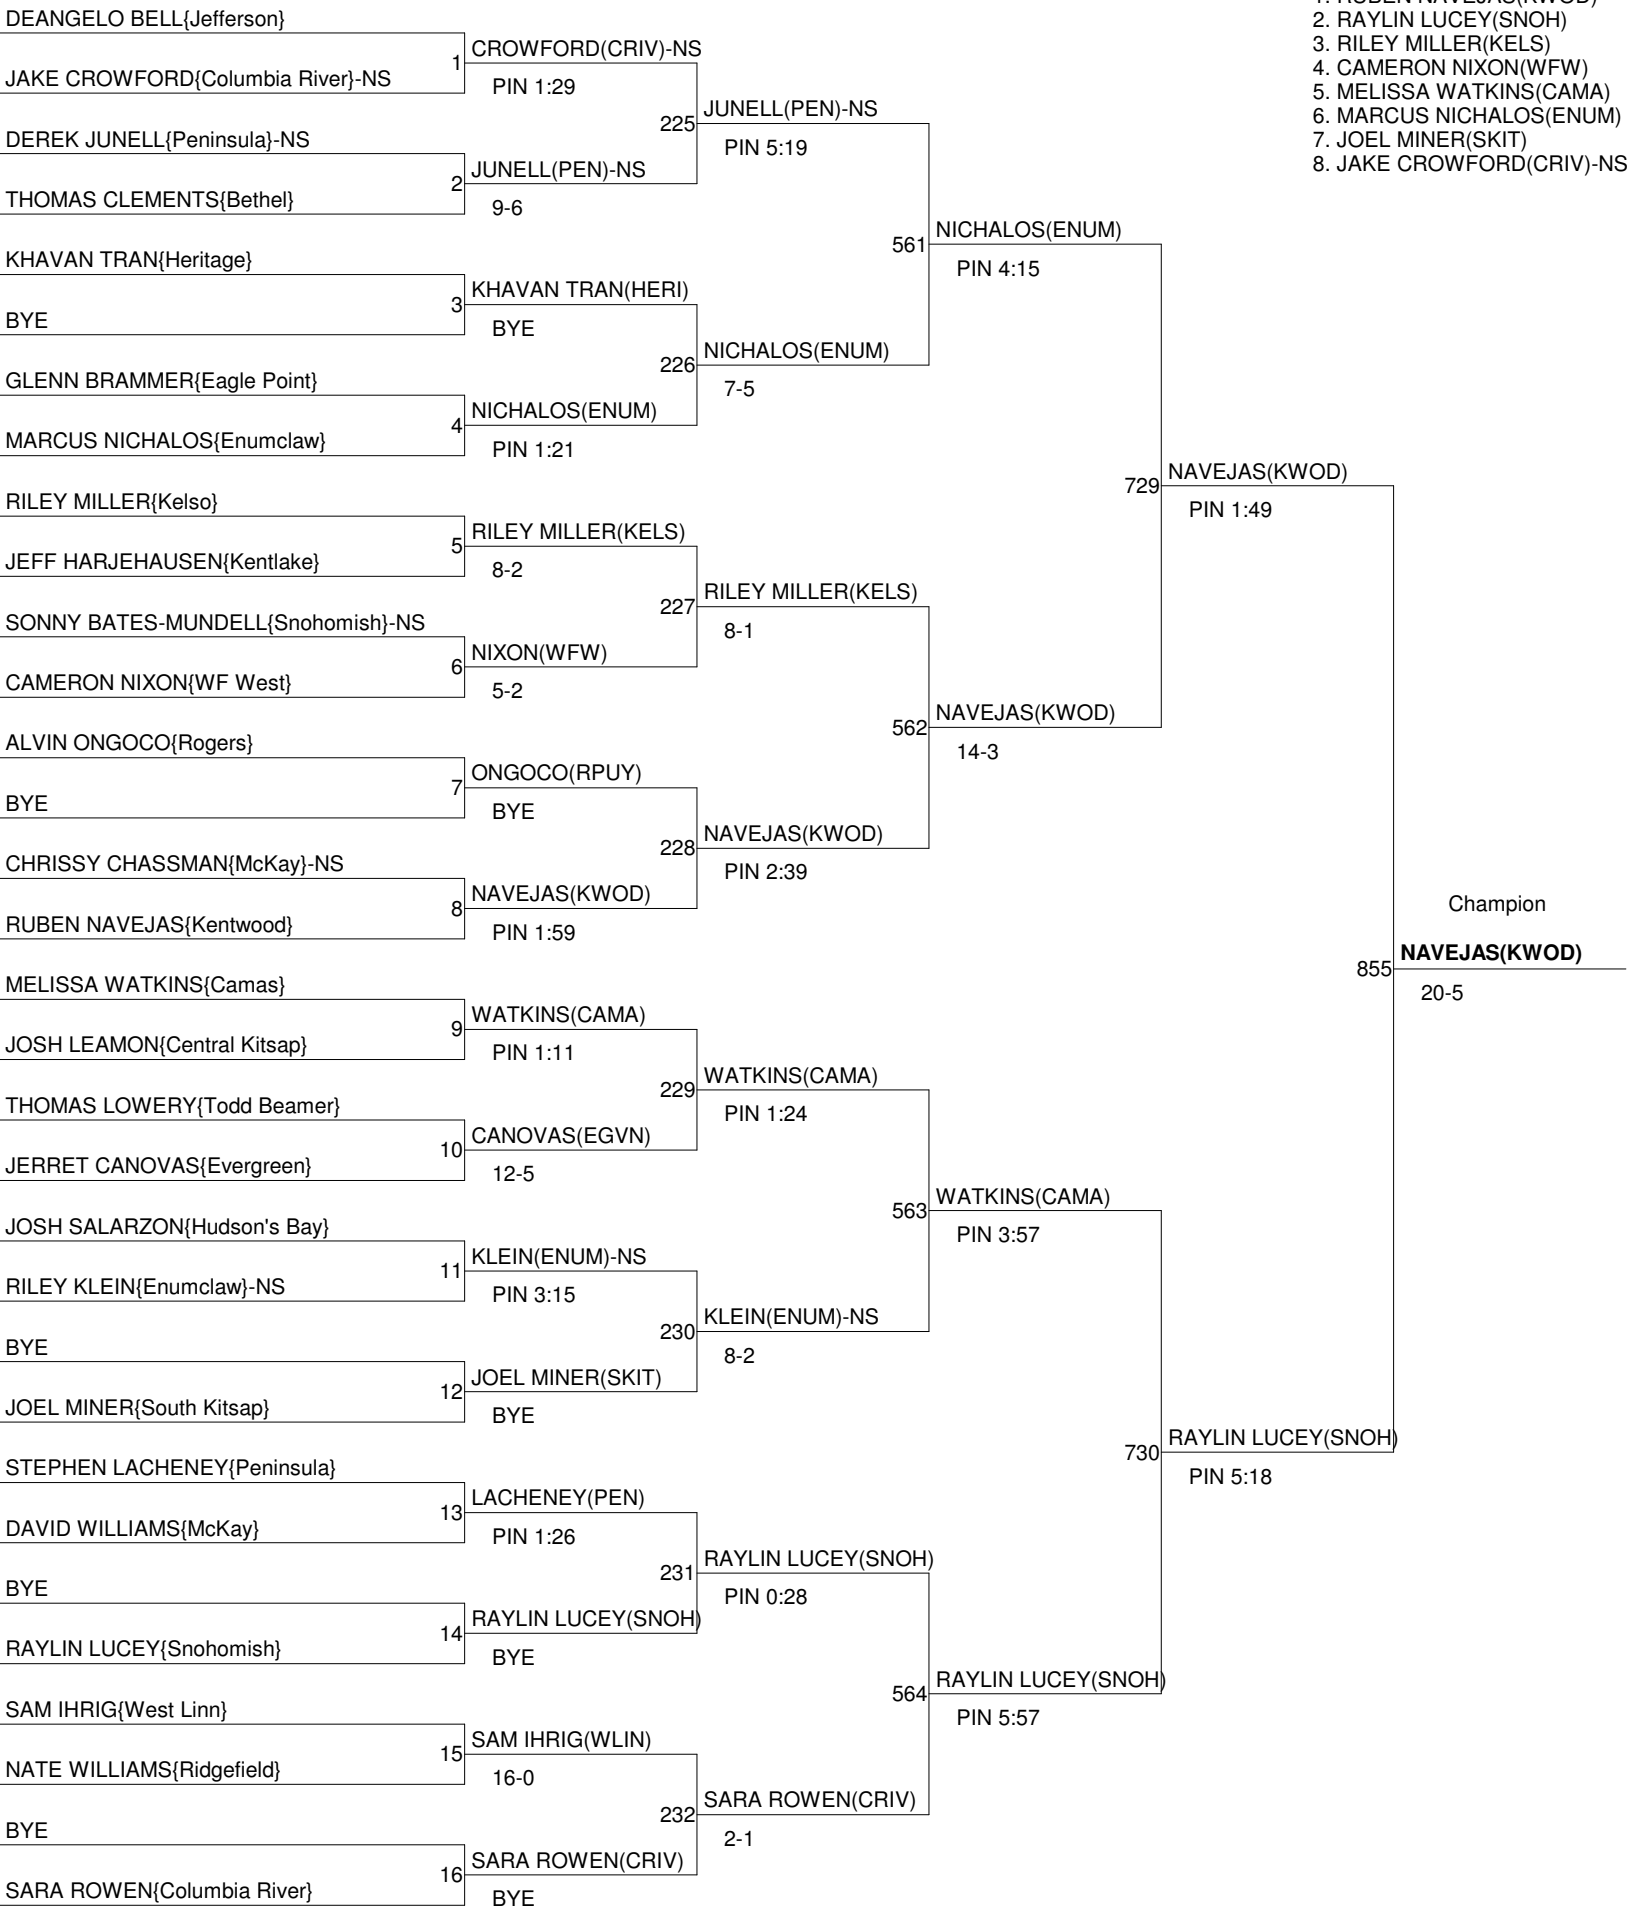 1. RUBEN NAVEJAS(KWOD)
2. RAYLIN LUCEY(SNOH)
3. RILEY MILLER(KELS)
4. CAMERON NIXON(WFW)
5. MELISSA WATKINS(CAMA)
6. MARCUS NICHALOS(ENUM)
7. JOEL MINER(SKIT)
8. JAKE CROWFORD(CRIV)-NS
DEANGELO BELL{Jefferson}
1 CROWFORD(CRIV)-NS
JAKE CROWFORD{Columbia River}-NS
PIN 1:29
225 JUNELL(PEN)-NS
PIN 5:19
DEREK JUNELL{Peninsula}-NS
2 JUNELL(PEN)-NS
THOMAS CLEMENTS{Bethel}
9-6
561 NICHALOS(ENUM)
PIN 4:15
KHAVAN TRAN{Heritage}
3 KHAVAN TRAN(HERI)
BYE
BYE
226 NICHALOS(ENUM)
7-5
GLENN BRAMMER{Eagle Point}
4 NICHALOS(ENUM)
MARCUS NICHALOS{Enumclaw}
PIN 1:21
729 NAVEJAS(KWOD)
PIN 1:49
RILEY MILLER{Kelso}
5 RILEY MILLER(KELS)
JEFF HARJEHAUSEN{Kentlake}
8-2
227 RILEY MILLER(KELS)
8-1
SONNY BATES-MUNDELL{Snohomish}-NS
6 NIXON(WFW)
CAMERON NIXON{WF West}
5-2
562 NAVEJAS(KWOD)
14-3
ALVIN ONGOCO{Rogers}
7 ONGOCO(RPUY)
BYE
BYE
228 NAVEJAS(KWOD)
PIN 2:39
CHRISSY CHASSMAN{McKay}-NS
8 NAVEJAS(KWOD)
RUBEN NAVEJAS{Kentwood}
PIN 1:59
Champion
855 NAVEJAS(KWOD)
20-5
MELISSA WATKINS{Camas}
9 WATKINS(CAMA)
JOSH LEAMON{Central Kitsap}
PIN 1:11
229 WATKINS(CAMA)
PIN 1:24
THOMAS LOWERY{Todd Beamer}
10 CANOVAS(EGVN)
JERRET CANOVAS{Evergreen}
12-5
563 WATKINS(CAMA)
PIN 3:57
JOSH SALARZON{Hudson's Bay}
11 KLEIN(ENUM)-NS
RILEY KLEIN{Enumclaw}-NS
PIN 3:15
230 KLEIN(ENUM)-NS
8-2
BYE
12 JOEL MINER(SKIT)
JOEL MINER{South Kitsap}
BYE
730 RAYLIN LUCEY(SNOH)
PIN 5:18
STEPHEN LACHENEY{Peninsula}
13 LACHENEY(PEN)
DAVID WILLIAMS{McKay}
PIN 1:26
231 RAYLIN LUCEY(SNOH)
PIN 0:28
BYE
14 RAYLIN LUCEY(SNOH)
RAYLIN LUCEY{Snohomish}
BYE
564 RAYLIN LUCEY(SNOH)
PIN 5:57
SAM IHRIG{West Linn}
15 SAM IHRIG(WLIN)
NATE WILLIAMS{Ridgefield}
16-0
232 SARA ROWEN(CRIV)
2-1
BYE
16 SARA ROWEN(CRIV)
SARA ROWEN{Columbia River}
BYE